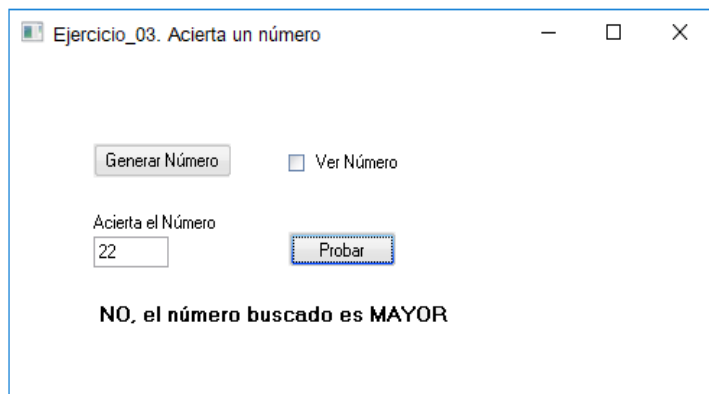 Ejercicio_03. Acierta un número
Generar Número
Ver Número
Acierta el Número
22
Probar
NO, el número buscado es MAYOR